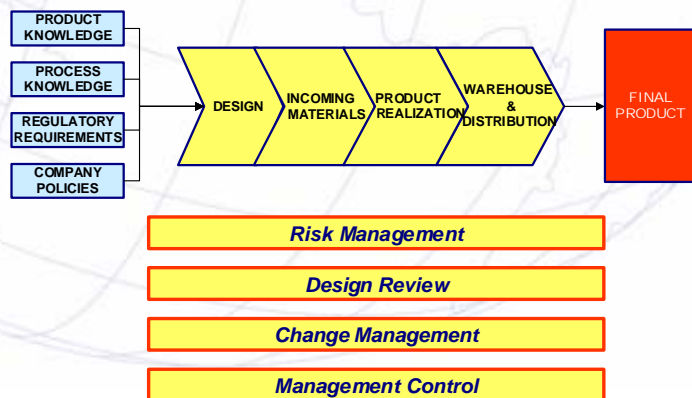 PRODUCT
KNOWLEDGE
PROCESS
KNOWLEDGE
REGULATORY
REQUIREMENTS
COMPANY
POLICIES
DESIGN
INCOMING
MATERIALS
PRODUCT
REALIZATION
WAREHOUSE
&
DISTRIBUTION
FINAL
PRODUCT
Risk Management
Design Review
Change Management
Management Control